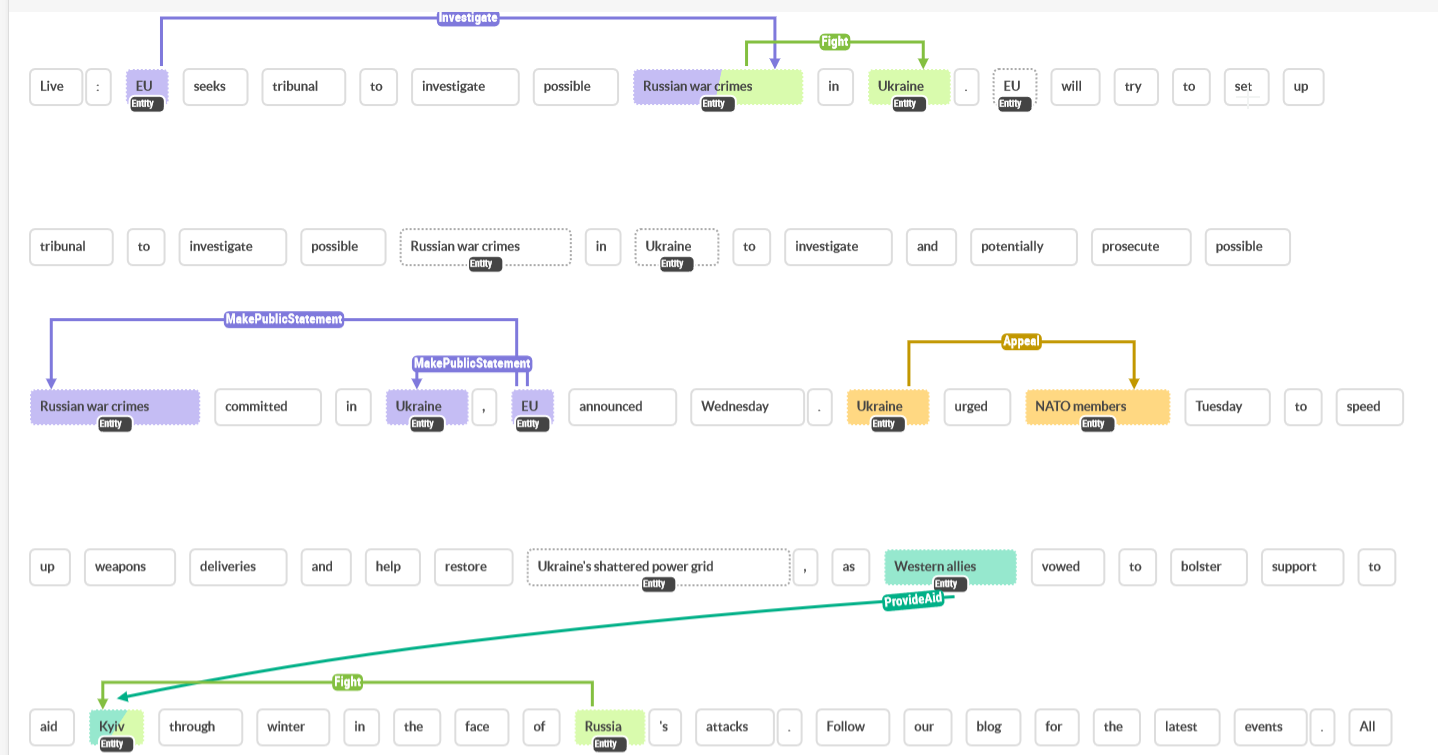 Investigate
Fight
Live : EU seeks tribunal to investigate possible Russian war crimes in Ukraine . EU will try to set up
Entity Entity Entity Entity
tribunal to investigate possible Russian war crimes in Ukraine to investigate and potentially prosecute possible
Entity Entity
MakePublicStatement
Appeal
MakePublicStatement
Russian war crimes committed in Ukraine , EU announced Wednesday . Ukraine urged NATO members Tuesday to speed
Entity Entity Entity Entity Entity
up weapons deliveries and help restore Ukraine's shattered power grid , as Western allies vowed to bolster support to
Entity Entity
ProvideAid
Fight
aid Kyiv through winter in the face of Russia 's attacks . Follow our blog for the latest events . All
Entity Entity